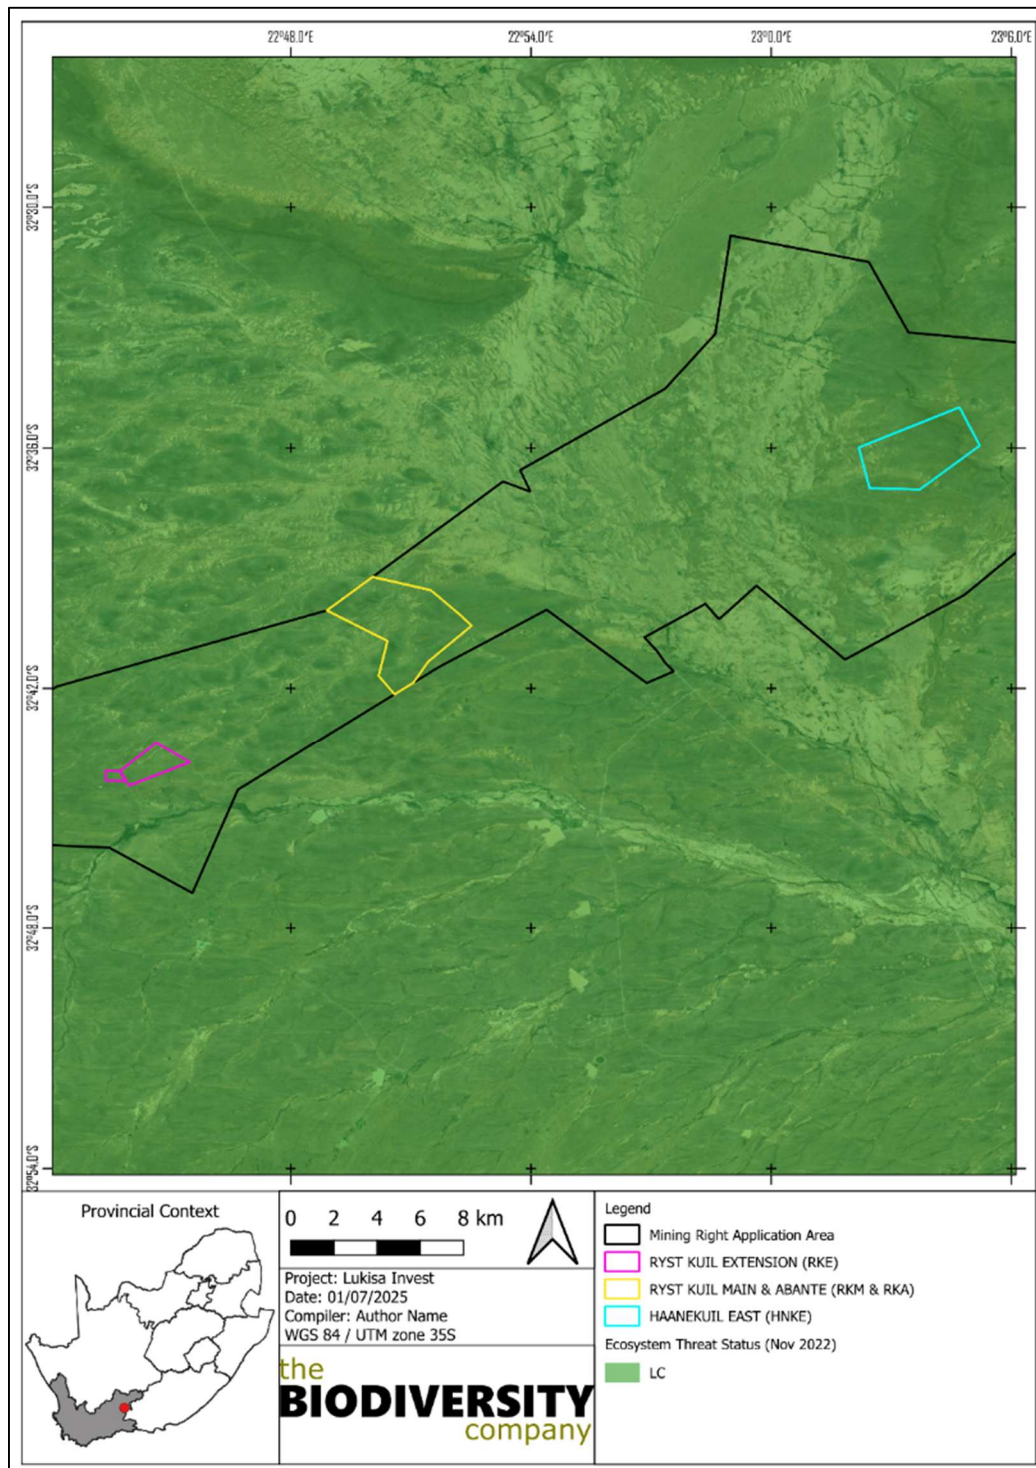 22°48.0'E 22°54.0'E 23°0.0'E 23°6.0'E
32°30.0'S
32°36.0'S
32°42.0'S
32°48.0'S
32°54.0'S
Provincial Context
0 2 4 6 8 km
Project: Lukisa Invest
Date: 01/07/2025
Compiler: Author Name
WGS 84 / UTM zone 35S
the
BIODIVERSITY
company
Legend
Mining Right Application Area
RYST KUIL EXTENSION (RKE)
RYST KUIL MAIN & ABANTE (RKM & RKA)
HAANEKUIL EAST (HNKE)
Ecosystem Threat Status (Nov 2022)
LC